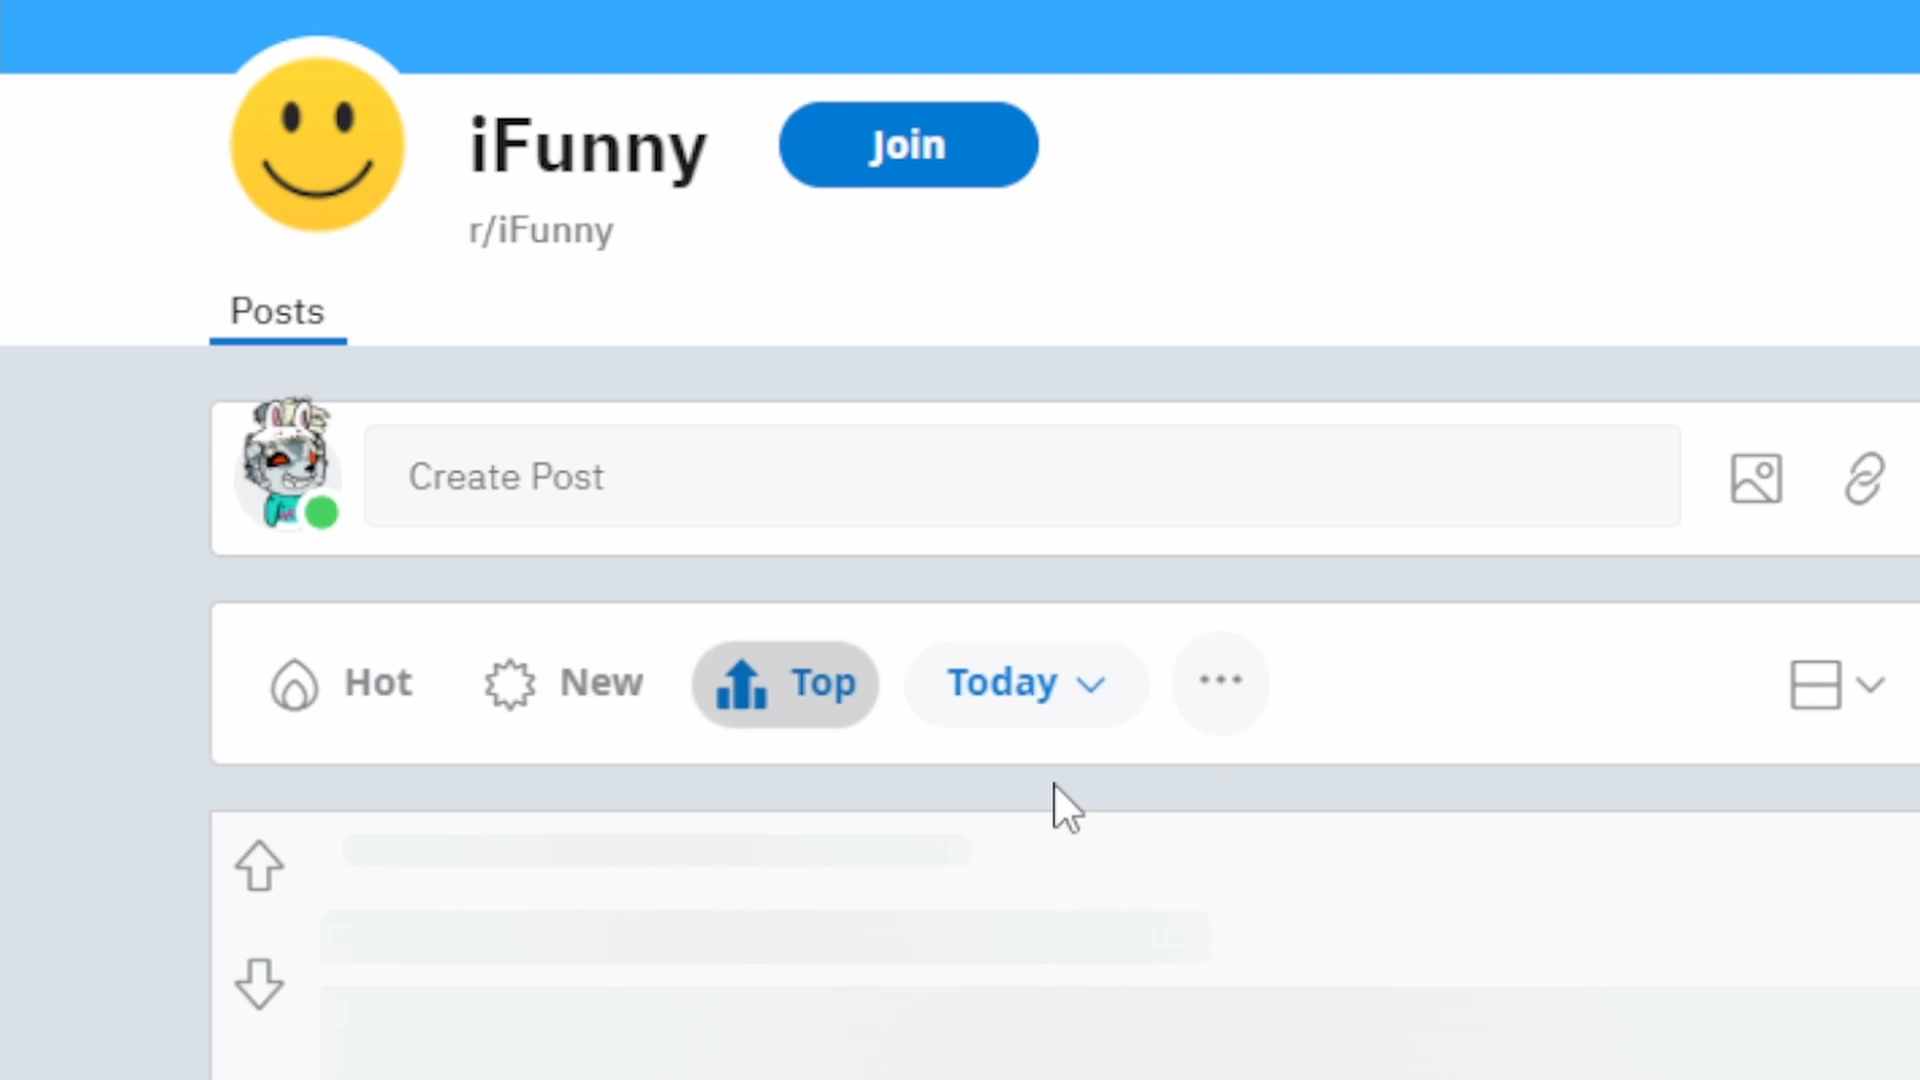 iFunny
Join
r/iFunny
Posts
Create Post
Hot
New
Top
Today